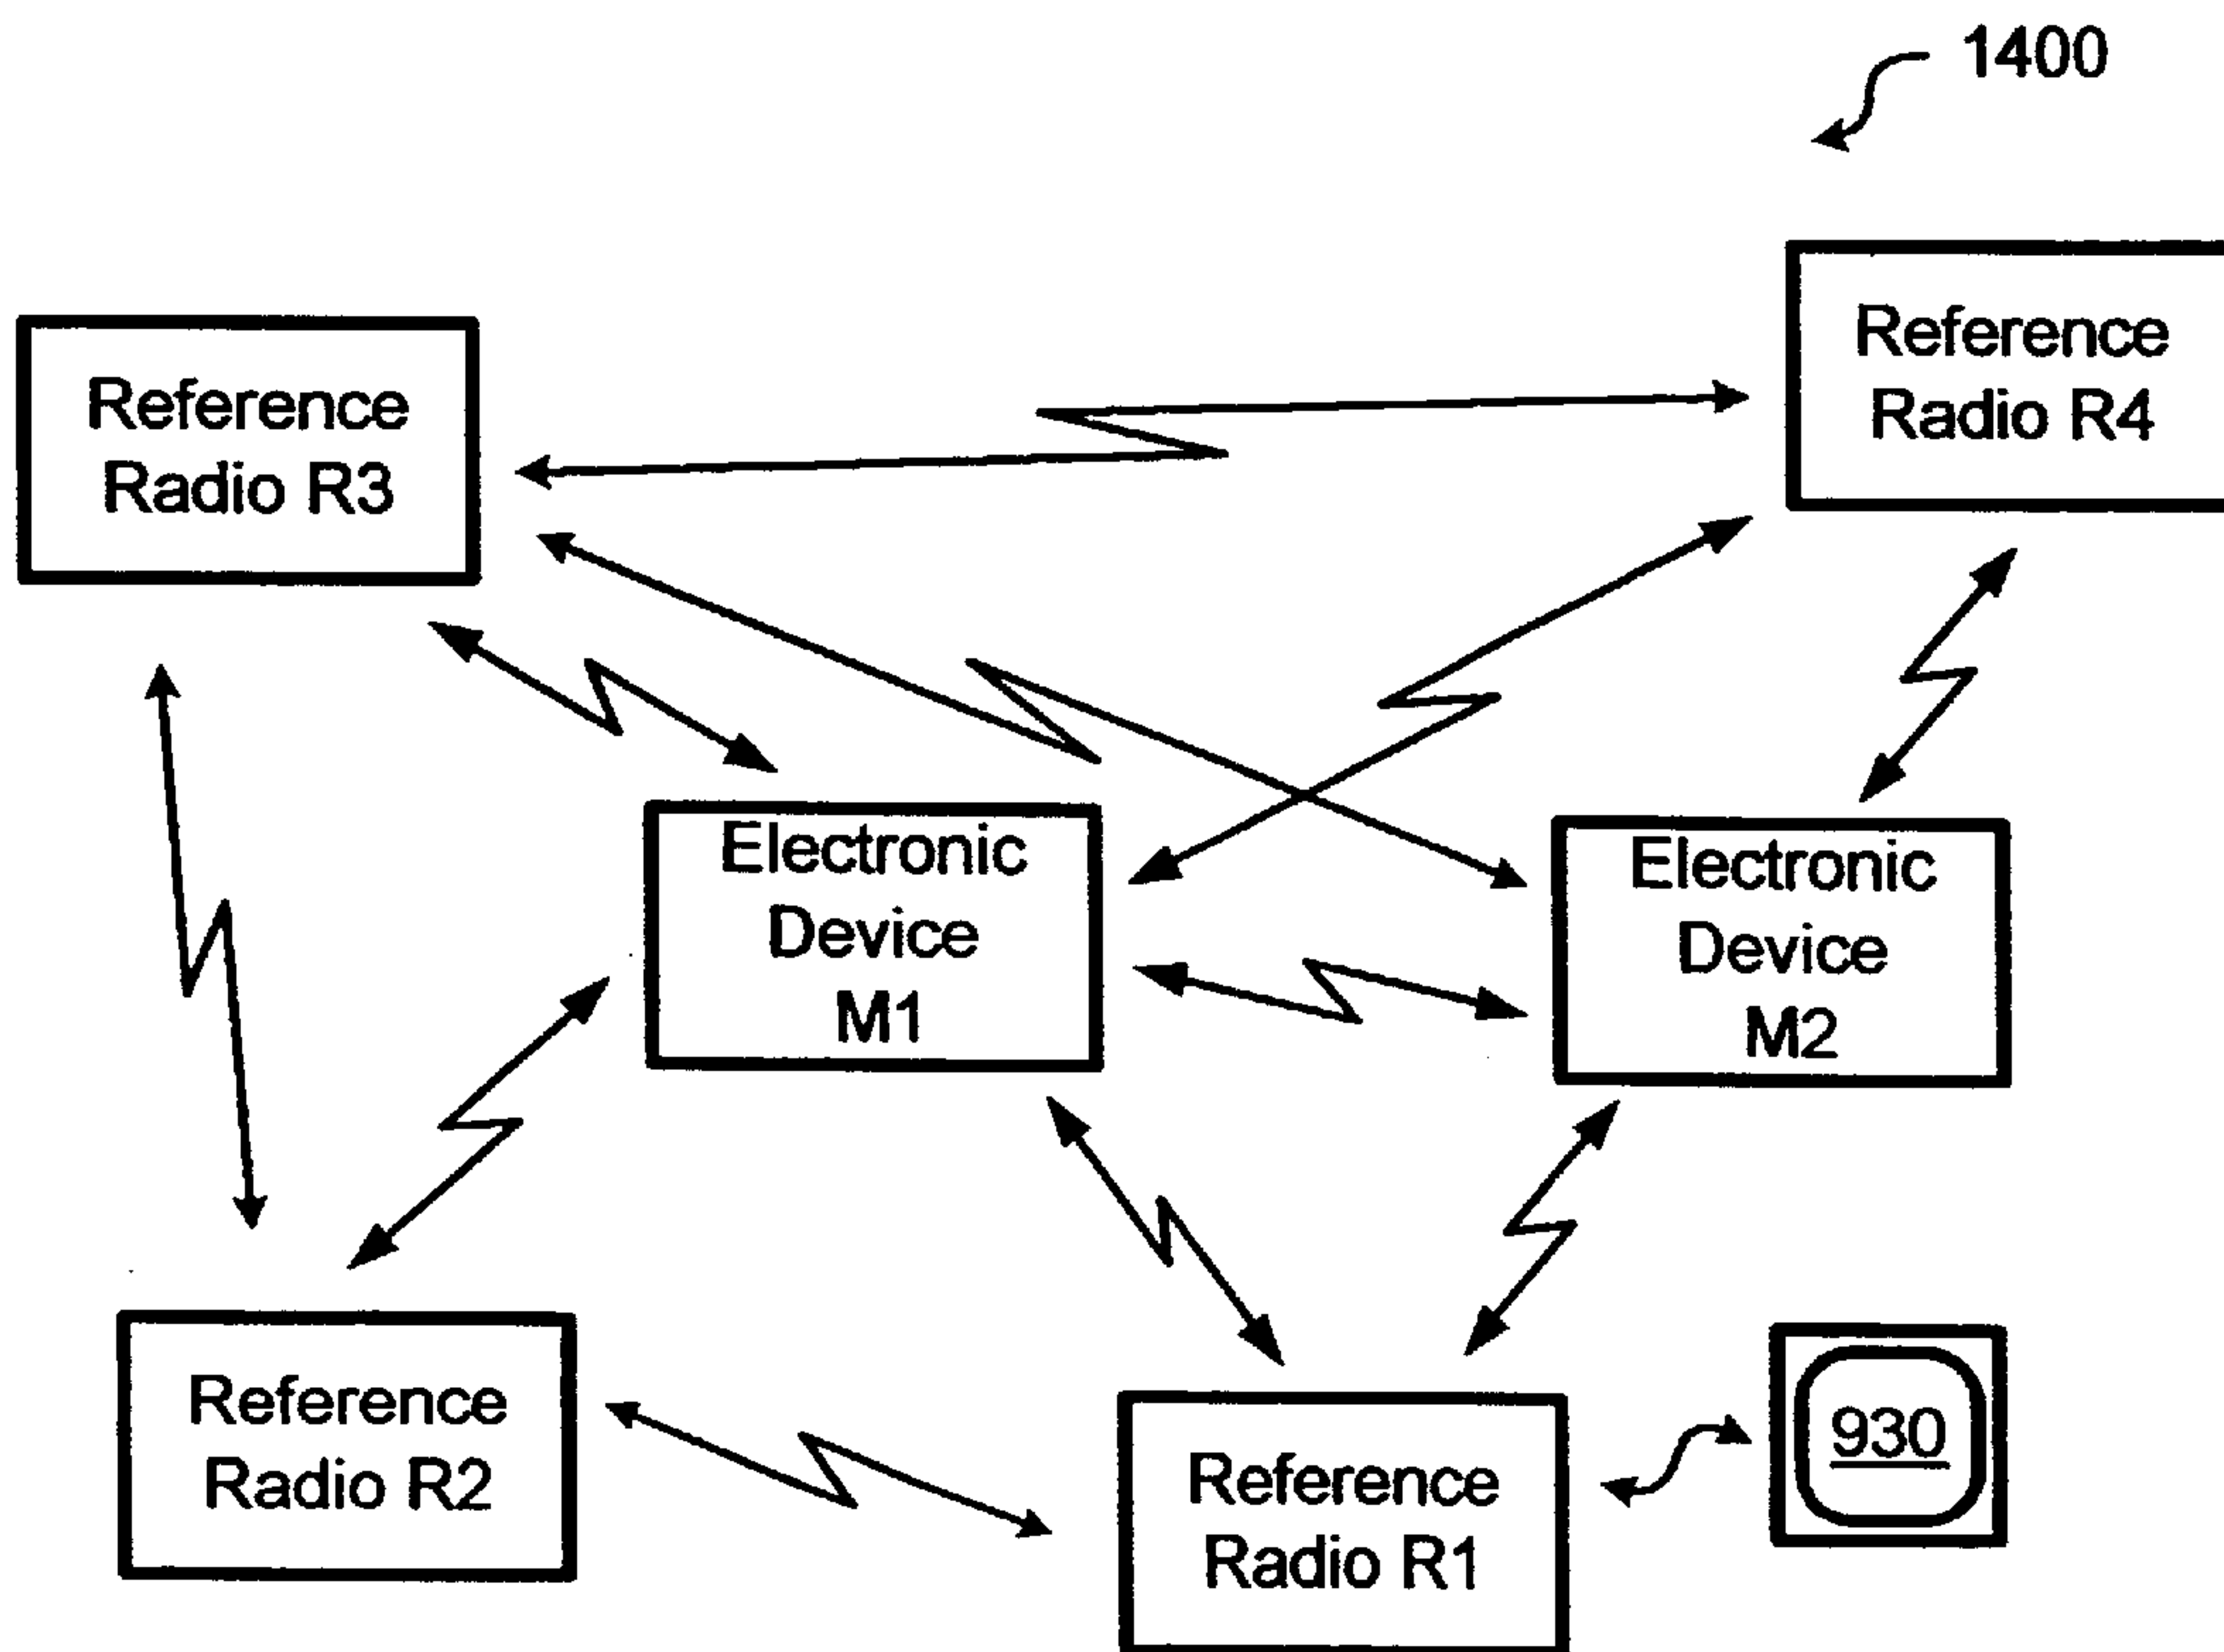 1400
Reference
Radio R4
Reference
Radio R3
Electronic
Device
M1
Electronic
Device
M2
Reference
Radio R2
Reference
Radio R1
930